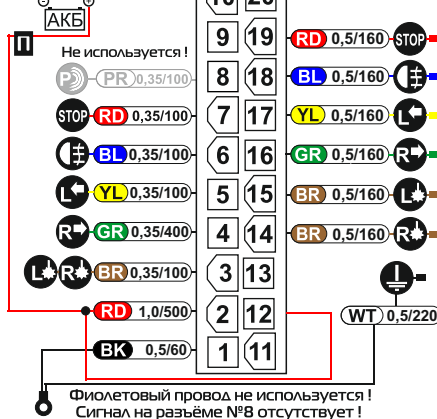 10 20
АКБ
П
Не используется !
9 19 RD 0,5/160 STOP
P PR 0,35/100 8 18 BL 0,5/160
STOP RD 0,35/100 7 17 YL 0,5/160 L
BL 0,35/100 6 16 GR 0,5/160 R
L YL 0,35/100 5 15 BR 0,5/160 L
R GR 0,35/400 4 14 BR 0,5/160 R
L R BR 0,35/100 3 13
RD 1,0/500 2 12 WT 0,5/220
BK 0,5/60 1 11
Фиолетовый провод не используется !
Сигнал на разъёме №8 отсутствует !